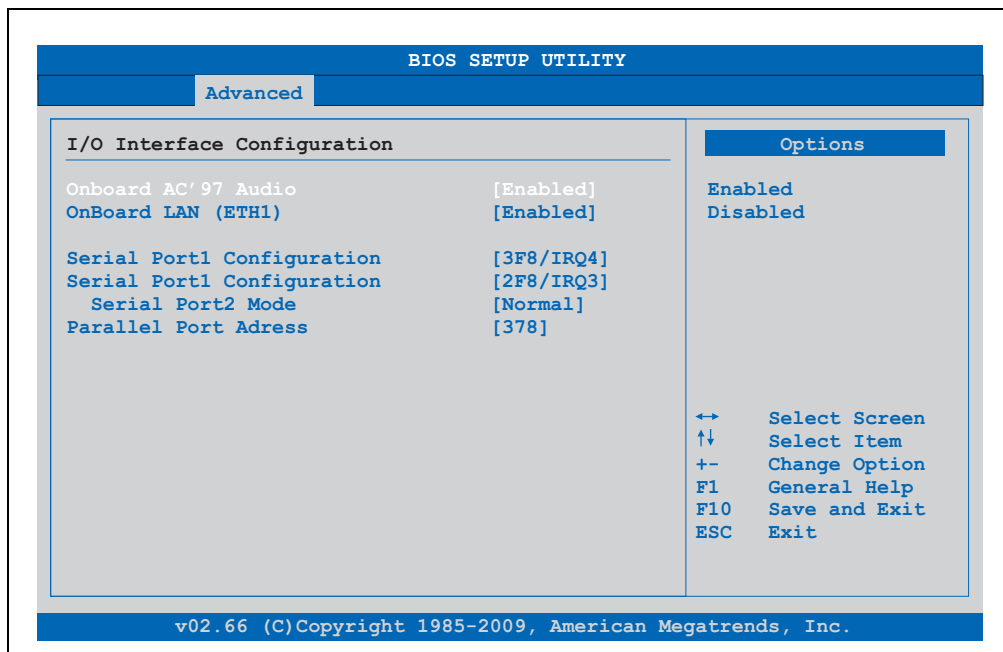 BIOS SETUP UTILITY
Advanced
I/O Interface Configuration
Onboard AC'97 Audio [Enabled]
OnBoard LAN (ETH1) [Enabled]
Serial Port1 Configuration [3F8/IRQ4]
Serial Port1 Configuration [2F8/IRQ3]
Serial Port2 Mode [Normal]
Parallel Port Adress [378]
Options
Enabled
Disabled
↔ Select Screen
↑↓ Select Item
+- Change Option
F1 General Help
F10 Save and Exit
ESC Exit
v02.66 (C)Copyright 1985-2009, American Megatrends, Inc.